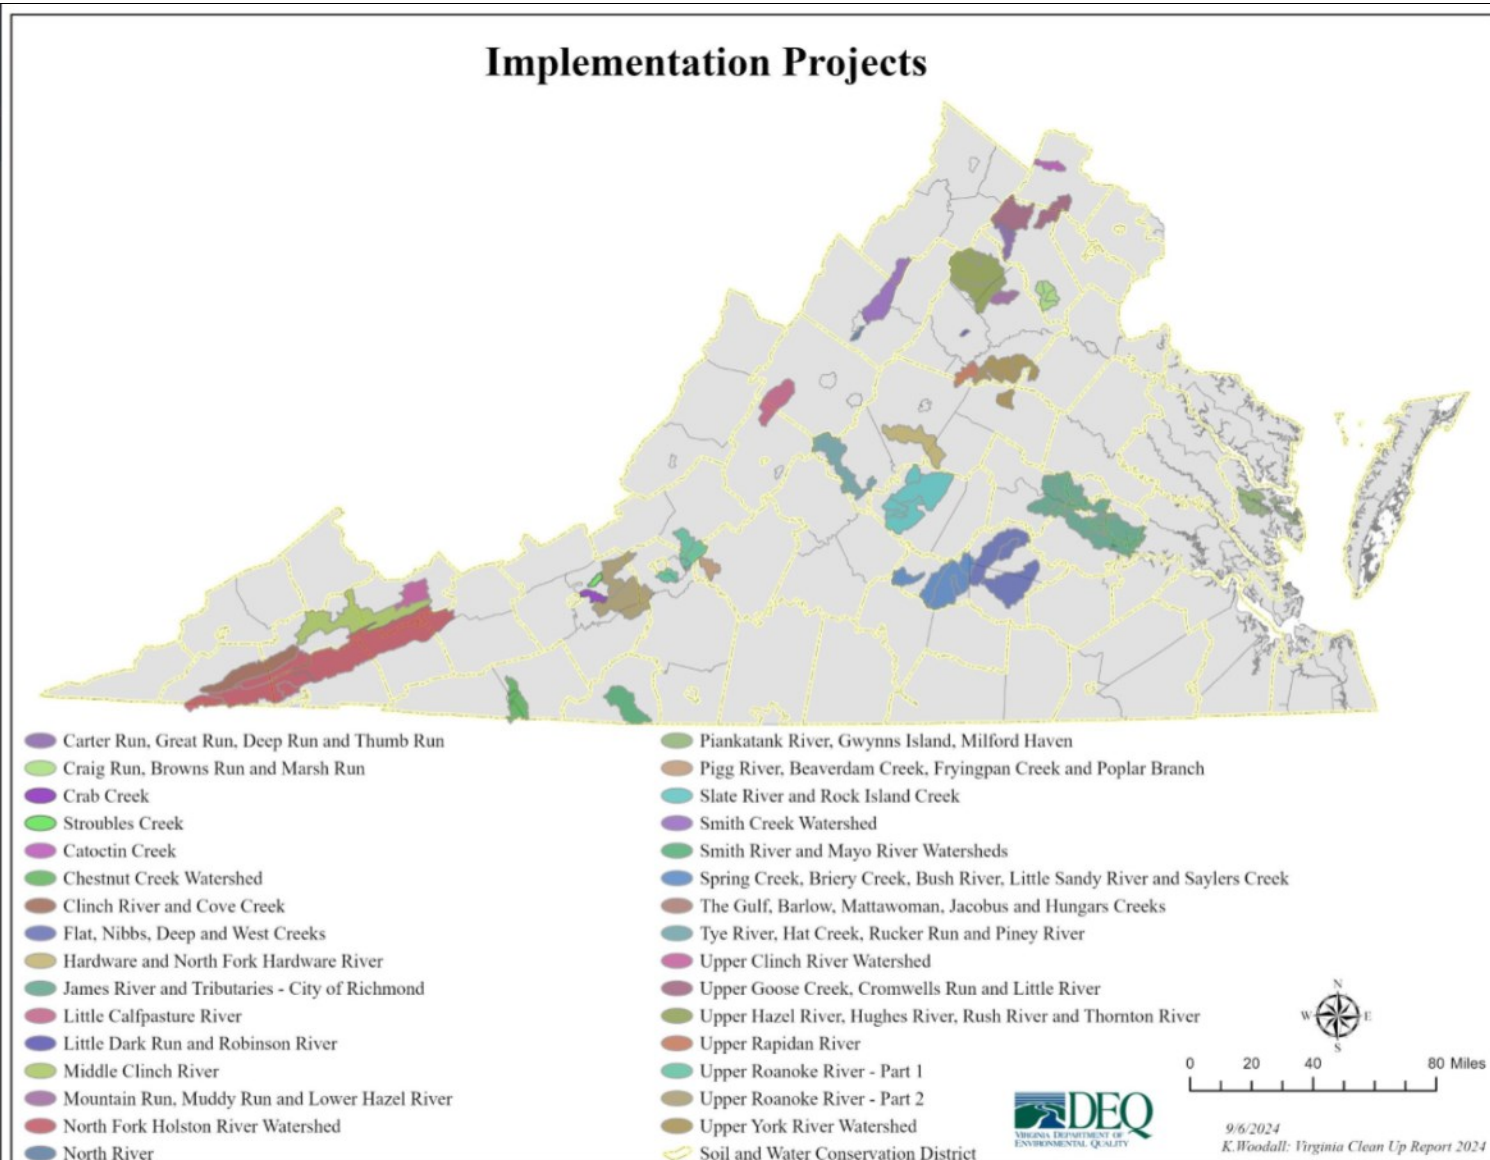 Implementation Projects
Carter Run, Great Run, Deep Run and Thumb Run
Craig Run, Browns Run and Marsh Run
Crab Creek
Stroubles Creek
Catoctin Creek
Chestnut Creek Watershed
Clinch River and Cove Creek
Flat, Nibbs, Deep and West Creeks
Hardware and North Fork Hardware River
James River and Tributaries - City of Richmond
Little Calfpasture River
Little Dark Run and Robinson River
Middle Clinch River
Mountain Run, Muddy Run and Lower Hazel River
North Fork Holston River Watershed
North River
Piankatank River, Gwynns Island, Milford Haven
Pigg River, Beaverdam Creek, Fryingpan Creek and Poplar Branch
Slate River and Rock Island Creek
Smith Creek Watershed
Smith River and Mayo River Watersheds
Spring Creek, Briery Creek, Bush River, Little Sandy River and Saylers Creek
The Gulf, Barlow, Mattawoman, Jacobus and Hungars Creeks
Tye River, Hat Creek, Rucker Run and Piney River
Upper Clinch River Watershed
Upper Goose Creek, Cromwells Run and Little River
Upper Hazel River, Hughes River, Rush River and Thornton River
Upper Rapidan River
Upper Roanoke River - Part 1
Upper Roanoke River - Part 2
Upper York River Watershed
Soil and Water Conservation District
N
W E
S
0 20 40 80 Miles
DEQ
VIRGINIA DEPARTMENT OF
ENVIRONMENTAL QUALITY
9/6/2024
K.Woodall: Virginia Clean Up Report 2024